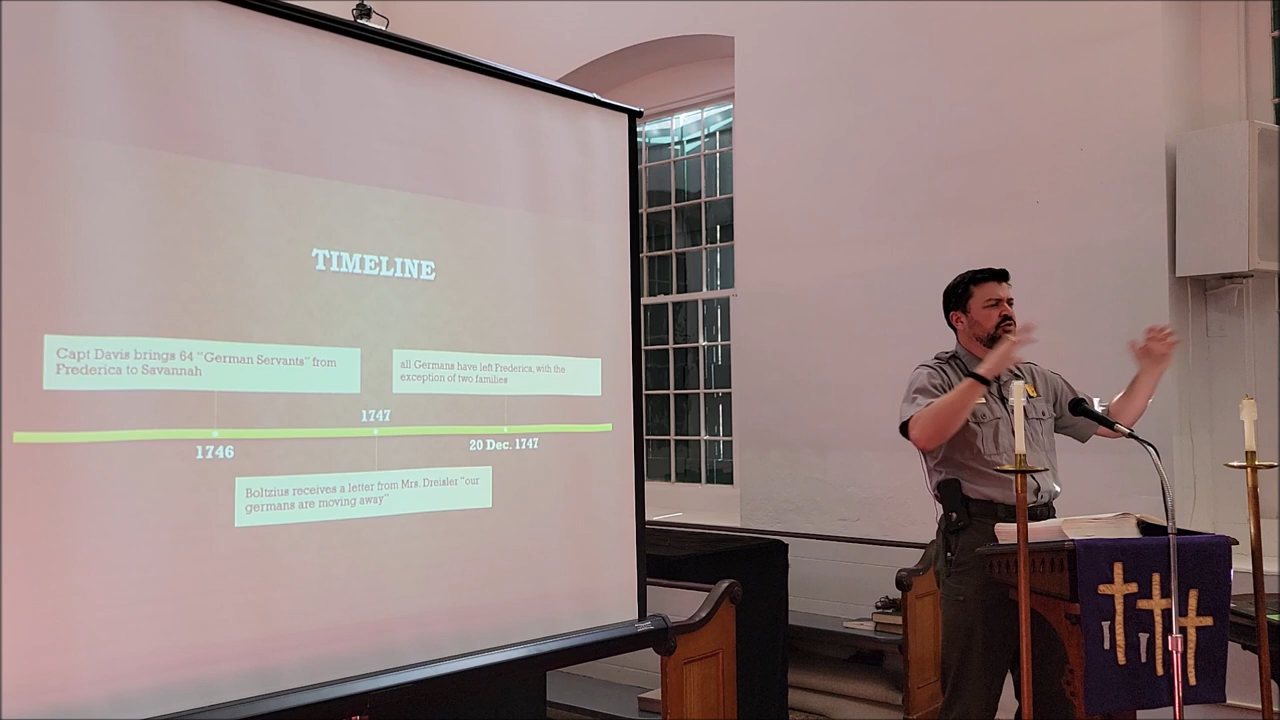 TIMELINE
Capt Davis brings 64 "German Servants" from
Frederica to Savannah
all Germans have left Frederica, with the
exception of two families
1747
1746
20 Dec. 1747
Boltzius receives a letter from Mrs. Dreisler "our
germans are moving away"